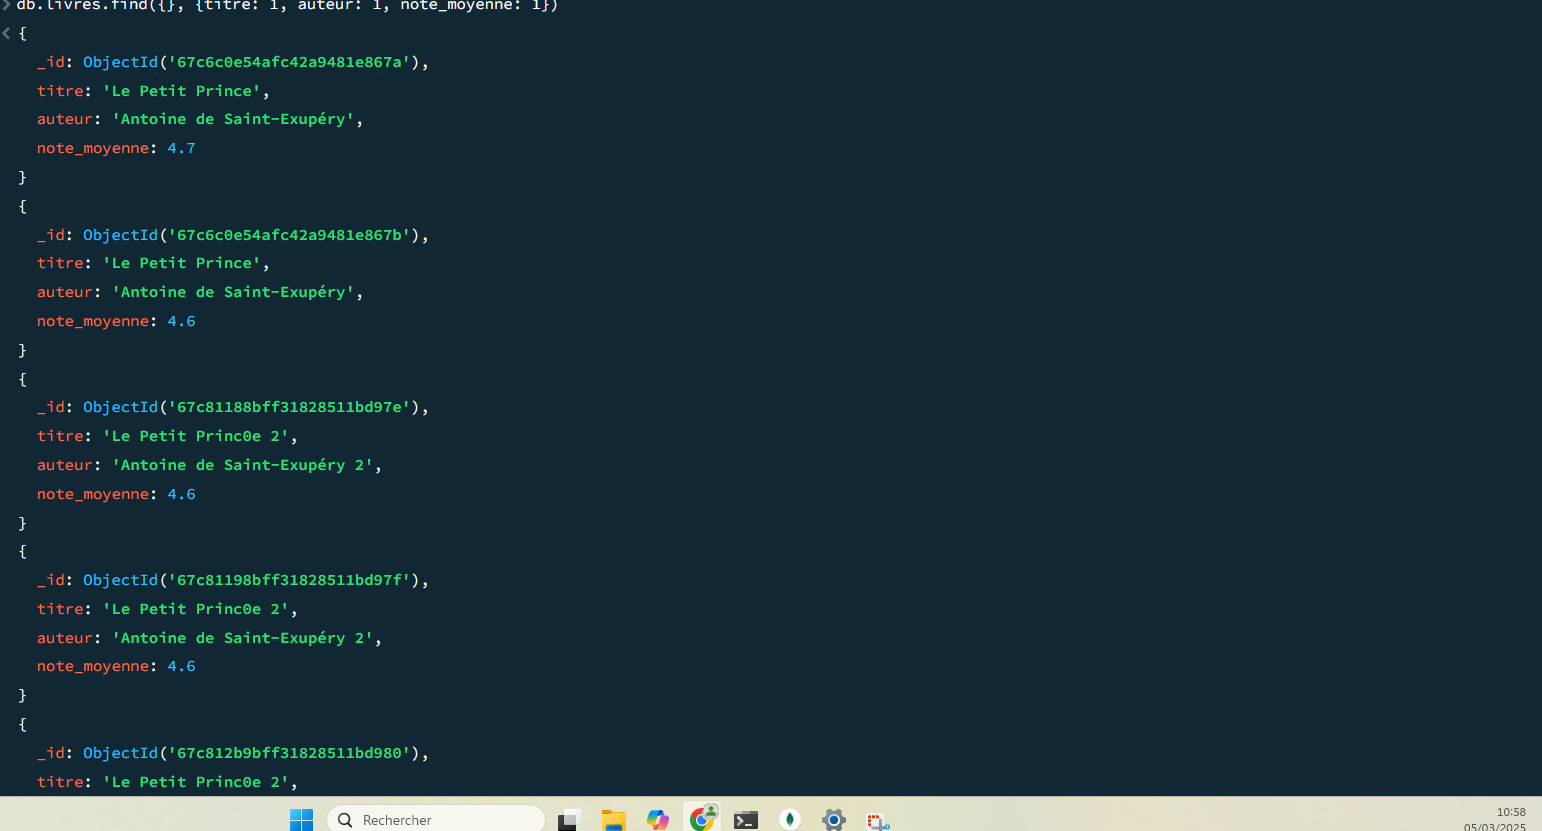 db.livres.find({}, {titre: 1, auteur: 1, note_moyenne: 1})
{
_id: ObjectId('67c6c0e54afc42a9481e867a'),
titre: 'Le Petit Prince',
auteur: 'Antoine de Saint-Exupéry',
note_moyenne: 4.7
}
{
_id: ObjectId('67c6c0e54afc42a9481e867b'),
titre: 'Le Petit Prince',
auteur: 'Antoine de Saint-Exupéry',
note_moyenne: 4.6
}
{
_id: ObjectId('67c81188bff31828511bd97e'),
titre: 'Le Petit Princ0e 2',
auteur: 'Antoine de Saint-Exupéry 2',
note_moyenne: 4.6
}
{
_id: ObjectId('67c81198bff31828511bd97f'),
titre: 'Le Petit Princ0e 2',
auteur: 'Antoine de Saint-Exupéry 2',
note_moyenne: 4.6
}
{
_id: ObjectId('67c812b9bff31828511bd980'),
titre: 'Le Petit Princ0e 2',
Rechercher
10:58
05/03/2025